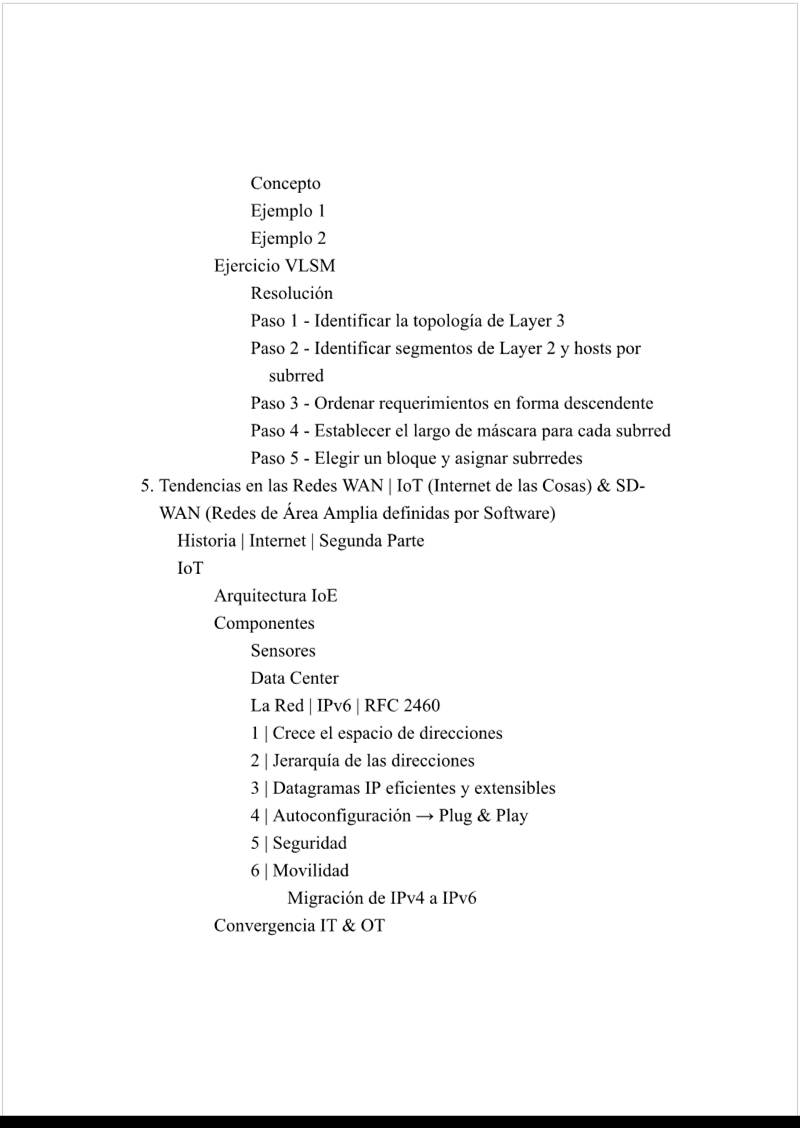 Concepto
Ejemplo 1
Ejemplo 2
Ejercicio VLSM
Resolución
Paso 1 - Identificar la topología de Layer 3
Paso 2 - Identificar segmentos de Layer 2 y hosts por
subrred
Paso 3 - Ordenar requerimientos en forma descendente
Paso 4 - Establecer el largo de máscara para cada subrred
Paso 5 - Elegir un bloque y asignar subrredes
5. Tendencias en las Redes WAN | IoT (Internet de las Cosas) & SD-
WAN (Redes de Área Amplia definidas por Software)
Historia | Internet | Segunda Parte
IoT
Arquitectura IoE
Componentes
Sensores
Data Center
La Red | IPv6 | RFC 2460
1 | Crece el espacio de direcciones
2 | Jerarquía de las direcciones
3 | Datagramas IP eficientes y extensibles
4 | Autoconfiguración → Plug & Play
5 | Seguridad
6 | Movilidad
Migración de IPv4 a IPv6
Convergencia IT & OT